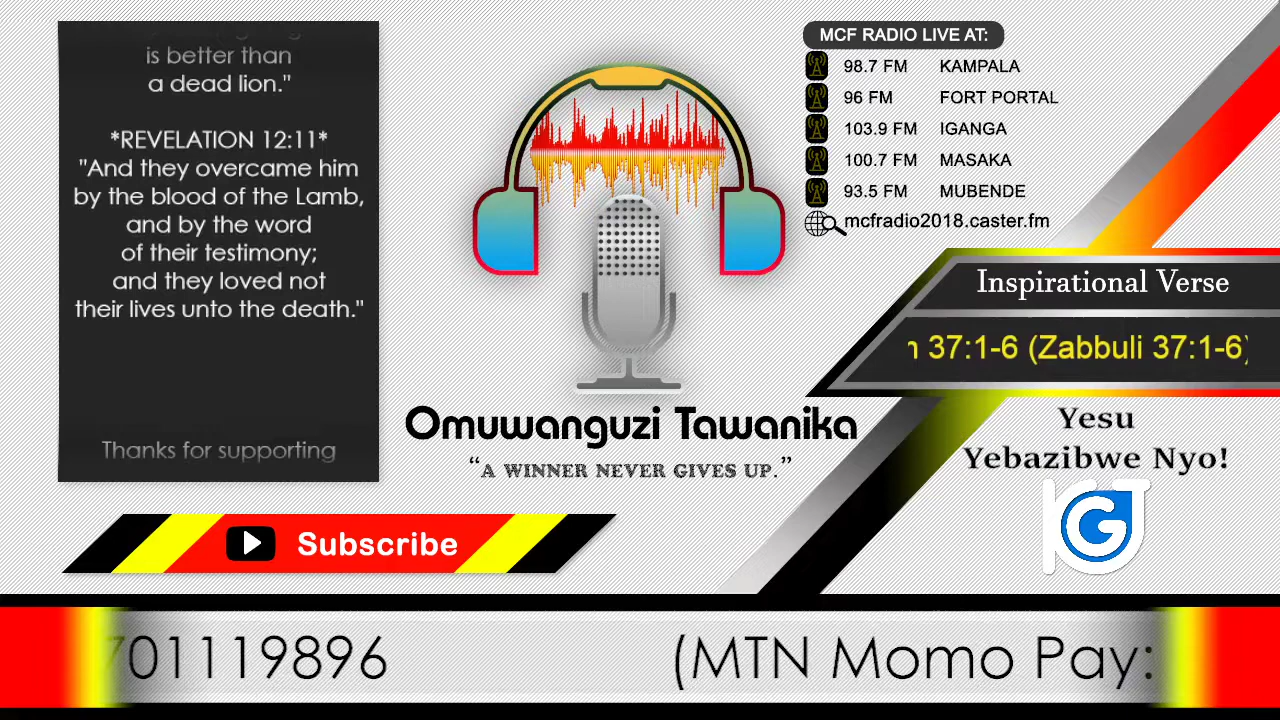 is better than
a dead lion."
*REVELATION 12:11*
"And they overcame him
by the blood of the Lamb,
and by the word
of their testimony;
and they loved not
their lives unto the death."
Thanks for supporting
Omuwanguzi Tawanika
“A WINNER NEVER GIVES UP.”
MCF RADIO LIVE AT:
98.7 FM KAMPALA
96 FM FORT PORTAL
103.9 FM IGANGA
100.7 FM MASAKA
93.5 FM MUBENDE
mcfradio2018.caster.fm
Inspirational Verse
37:1-6 (Zabbuli 37:1-6)
Yesu
Yebazibwe Nyo!
Subscribe
701119896 (MTN Momo Pay: